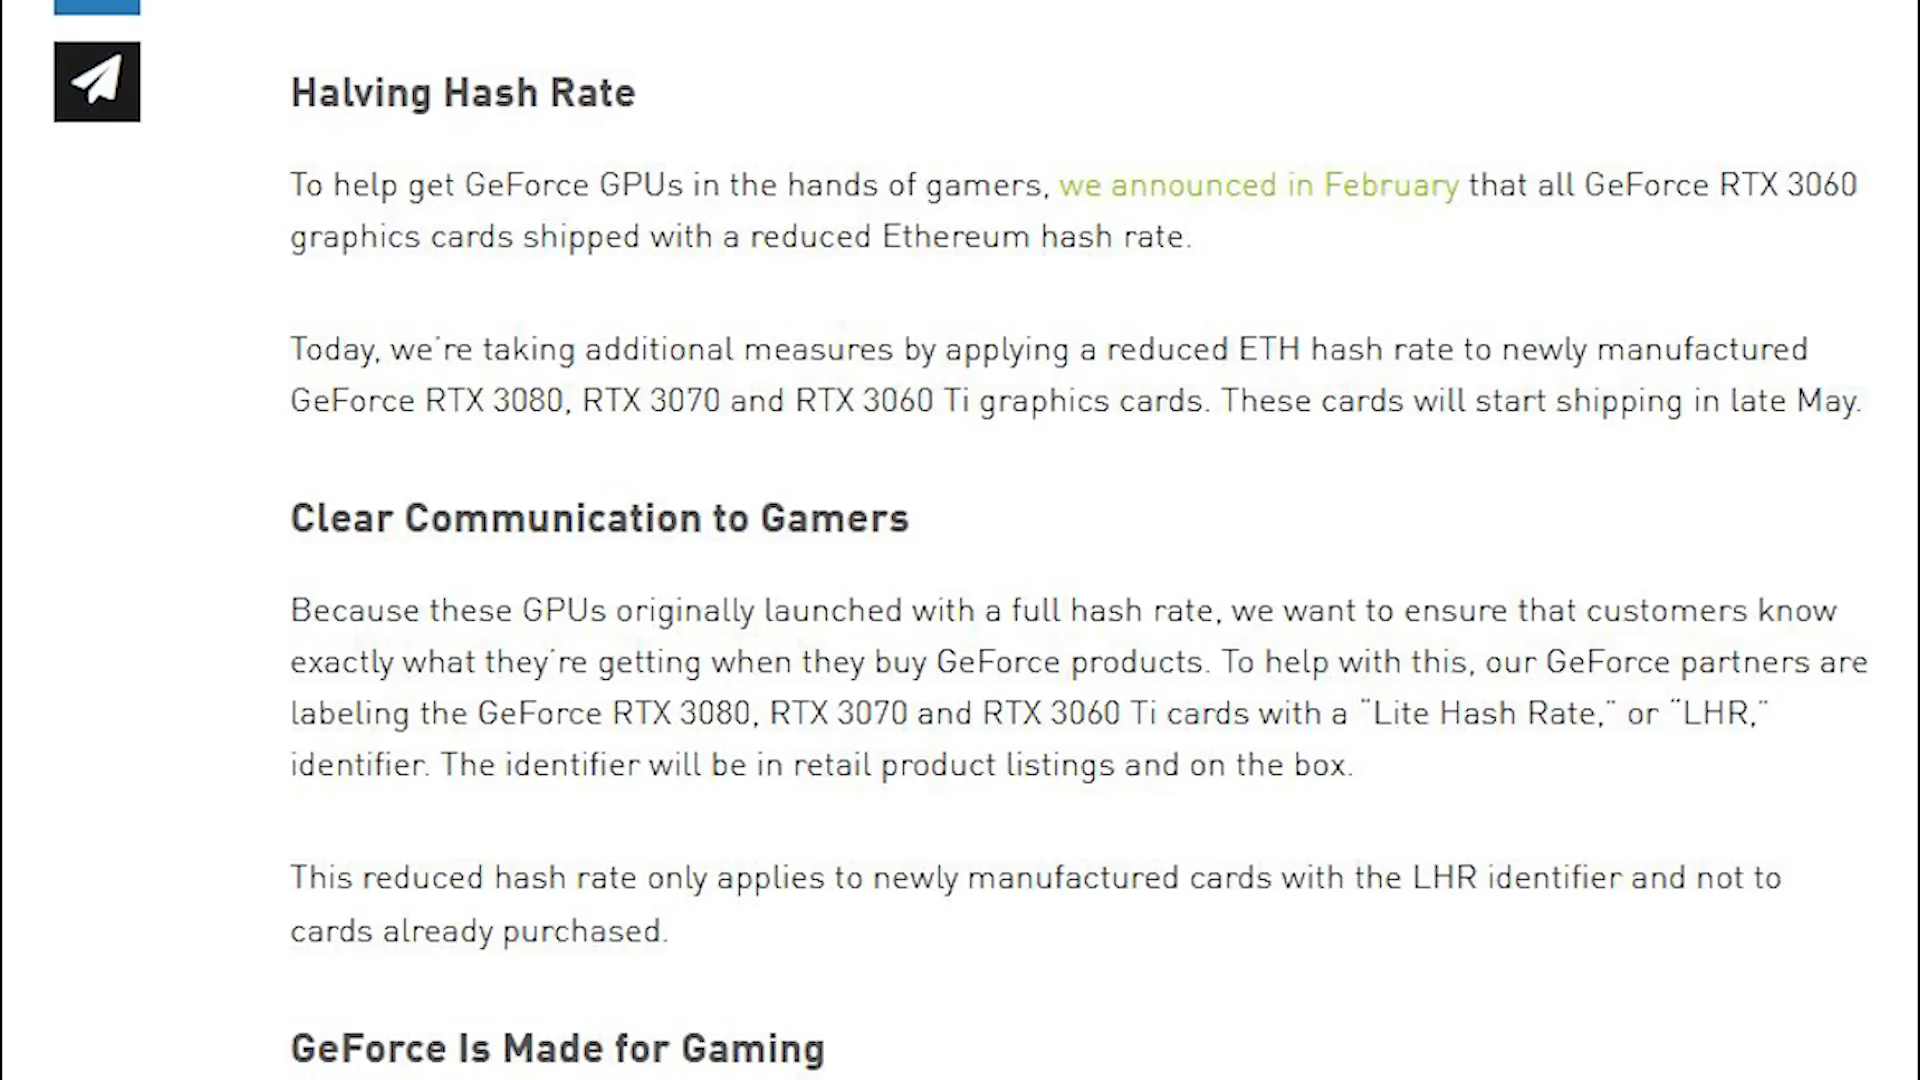 Halving Hash Rate
To help get GeForce GPUs in the hands of gamers, we announced in February that all GeForce RTX 3060
graphics cards shipped with a reduced Ethereum hash rate.
Today, we're taking additional measures by applying a reduced ETH hash rate to newly manufactured
GeForce RTX 3080, RTX 3070 and RTX 3060 Ti graphics cards. These cards will start shipping in late May.
Clear Communication to Gamers
Because these GPUs originally launched with a full hash rate, we want to ensure that customers know
exactly what they're getting when they buy GeForce products. To help with this, our GeForce partners are
labeling the GeForce RTX 3080, RTX 3070 and RTX 3060 Ti cards with a "Lite Hash Rate," or "LHR,"
identifier. The identifier will be in retail product listings and on the box.
This reduced hash rate only applies to newly manufactured cards with the LHR identifier and not to
cards already purchased.
GeForce Is Made for Gaming